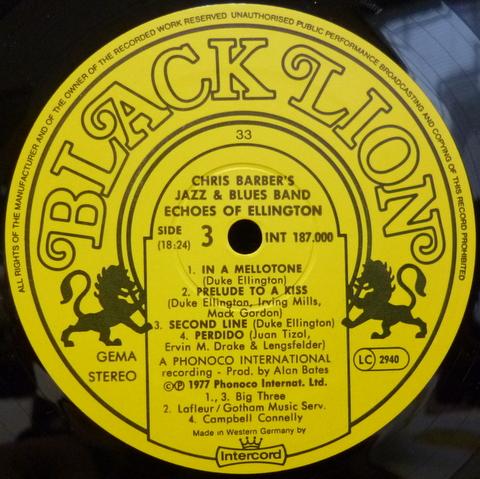 ALL RIGHTS OF THE MANUFACTURER AND OF THE OWNER OF THE RECORDED WORK RESERVED UNAUTHORISED PUBLIC PERFORMANCE BROADCASTING AND COPYING OF THIS RECORD PROHIBITED
BLACK LION
33
CHRIS BARBER'S
JAZZ & BLUES BAND
ECHOES OF ELLINGTON
SIDE 3 INT 187.000
(18:24)
1. IN A MELLOTONE
(Duke Ellington)
2. PRELUDE TO A KISS
(Duke Ellington, Irving Mills,
Mack Gordon)
3. SECOND LINE (Duke Ellington)
4. PERDIDO (Juan Tizol,
Ervin M. Drake & Lengsfelder)
GEMA
STEREO
LC 2940
A PHONOCO INTERNATIONAL
recording - Prod. by Alan Bates
©℗ 1977 Phonoco Internat. Ltd.
1., 3. Big Three
2. Lafleur/Gotham Music Serv.
4. Campbell Connelly
Made in Western Germany by
Intercord